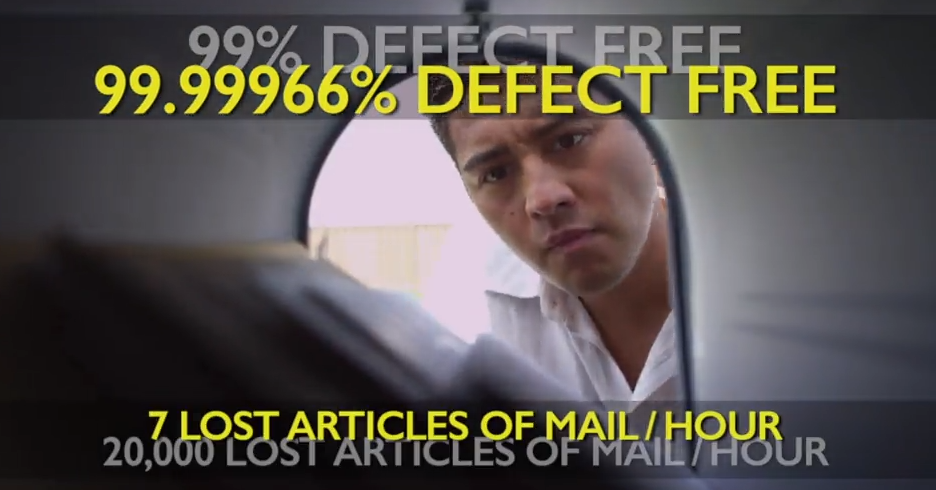 99% DEFECT FREE
99.99966% DEFECT FREE
7 LOST ARTICLES OF MAIL / HOUR
20,000 LOST ARTICLES OF MAIL / HOUR